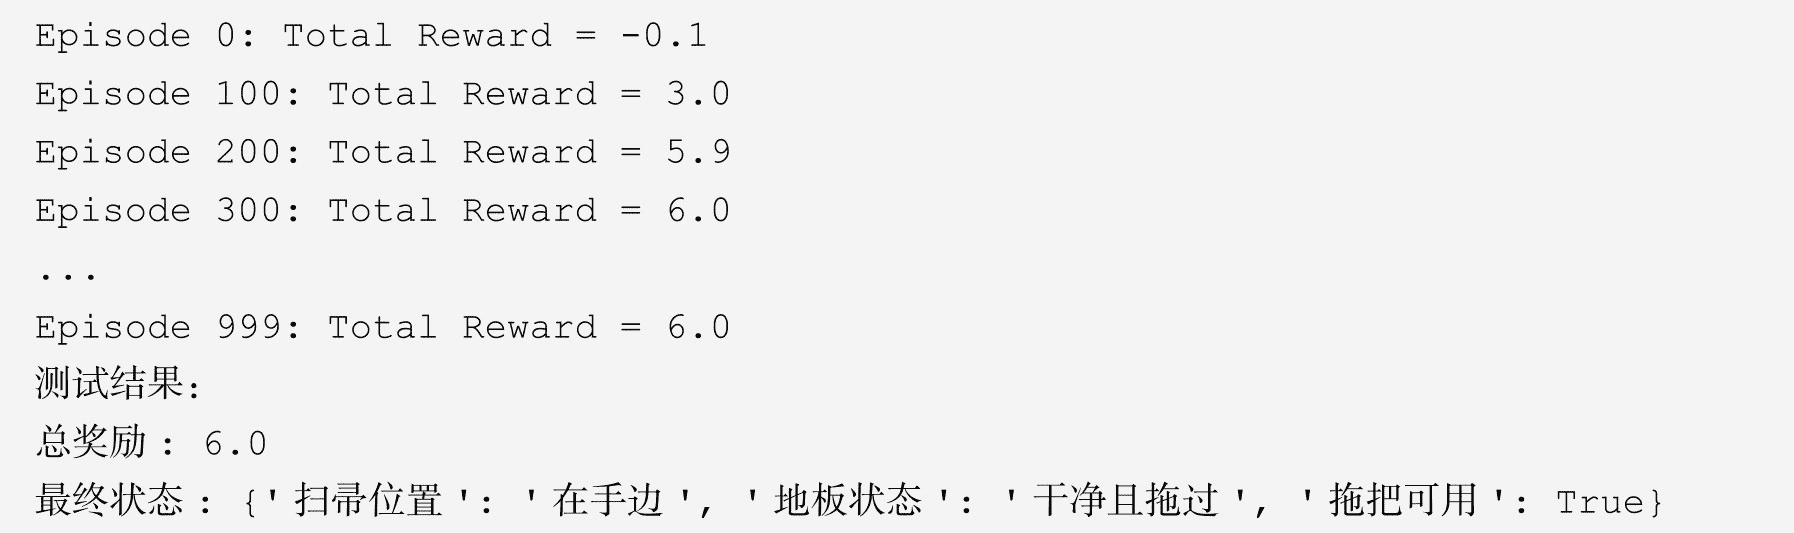 Episode 0: Total Reward = -0.1
Episode 100: Total Reward = 3.0
Episode 200: Total Reward = 5.9
Episode 300: Total Reward = 6.0
...
Episode 999: Total Reward = 6.0
测试结果:
总奖励: 6.0
最终状态: {'扫帚位置': '在手边', '地板状态': '干净且拖过', '拖把可用': True}